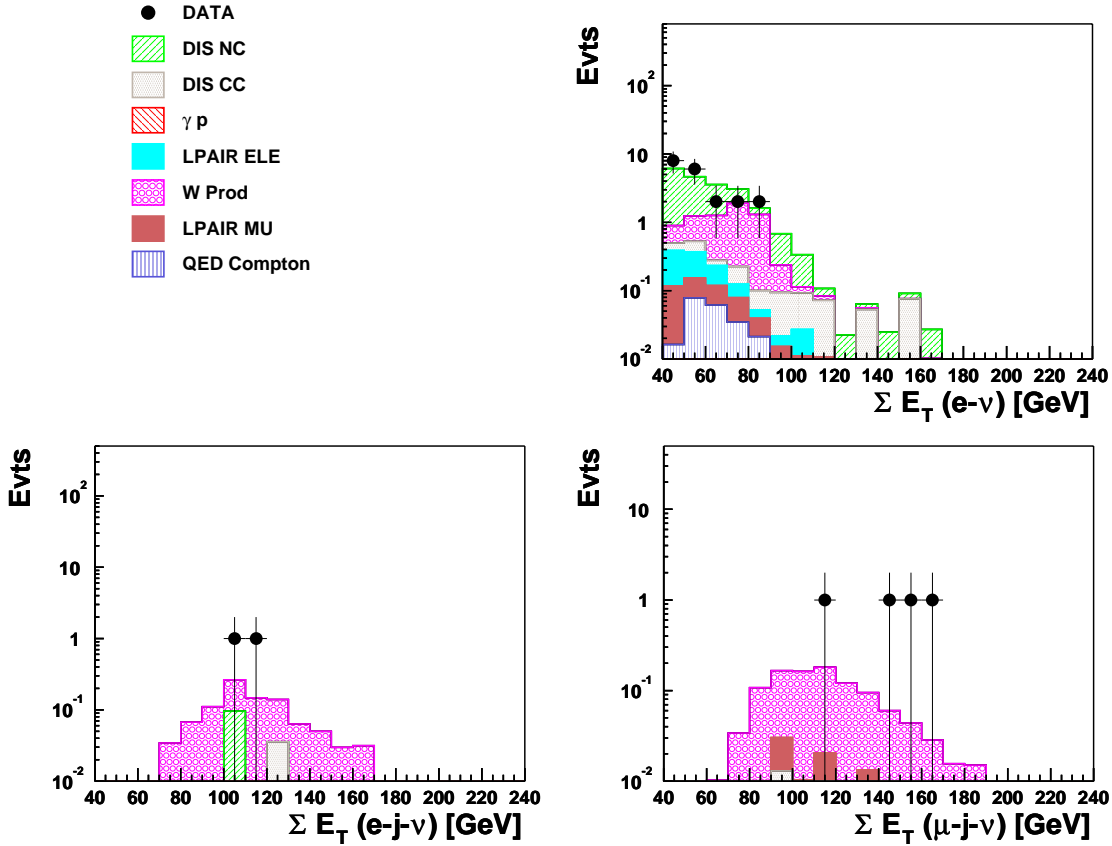 DATA
DIS NC
DIS CC
γ p
LPAIR ELE
W Prod
LPAIR MU
QED Compton
Evts
10²
10
1
10⁻¹
10⁻²
40 60 80 100 120 140 160 180 200 220 240
Σ E_T (e-ν) [GeV]
Evts
10²
10
1
10⁻¹
10⁻²
40 60 80 100 120 140 160 180 200 220 240
Σ E_T (e-j-ν) [GeV]
Evts
10
1
10⁻¹
10⁻²
40 60 80 100 120 140 160 180 200 220 240
Σ E_T (μ-j-ν) [GeV]